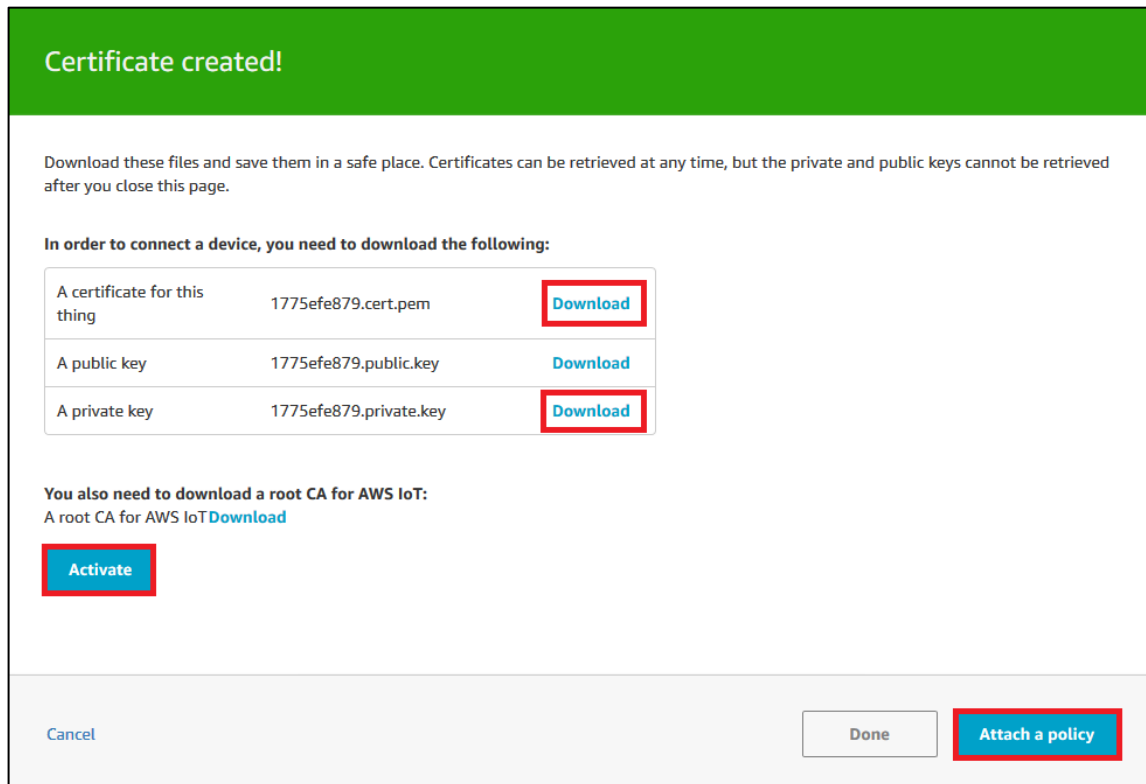 Certificate created!
Download these files and save them in a safe place. Certificates can be retrieved at any time, but the private and public keys cannot be retrieved
after you close this page.
In order to connect a device, you need to download the following:
A certificate for this
thing
1775efe879.cert.pem
Download
A public key 1775efe879.public.key Download
A private key 1775efe879.private.key Download
You also need to download a root CA for AWS IoT:
A root CA for AWS IoTDownload
Activate
Cancel Done Attach a policy